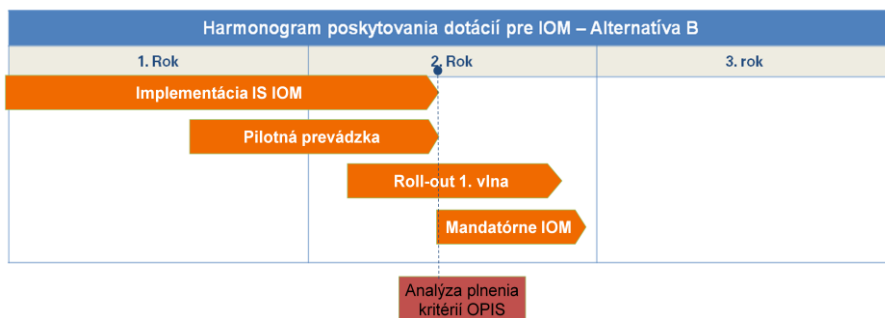 Harmonogram poskytovania dotácií pre IOM – Alternatíva B
1. Rok
2. Rok
3. rok
Implementácia IS IOM
Pilotná prevádzka
Roll-out 1. vlna
Mandatórne IOM
Analýza plnenia
kritérií OPIS